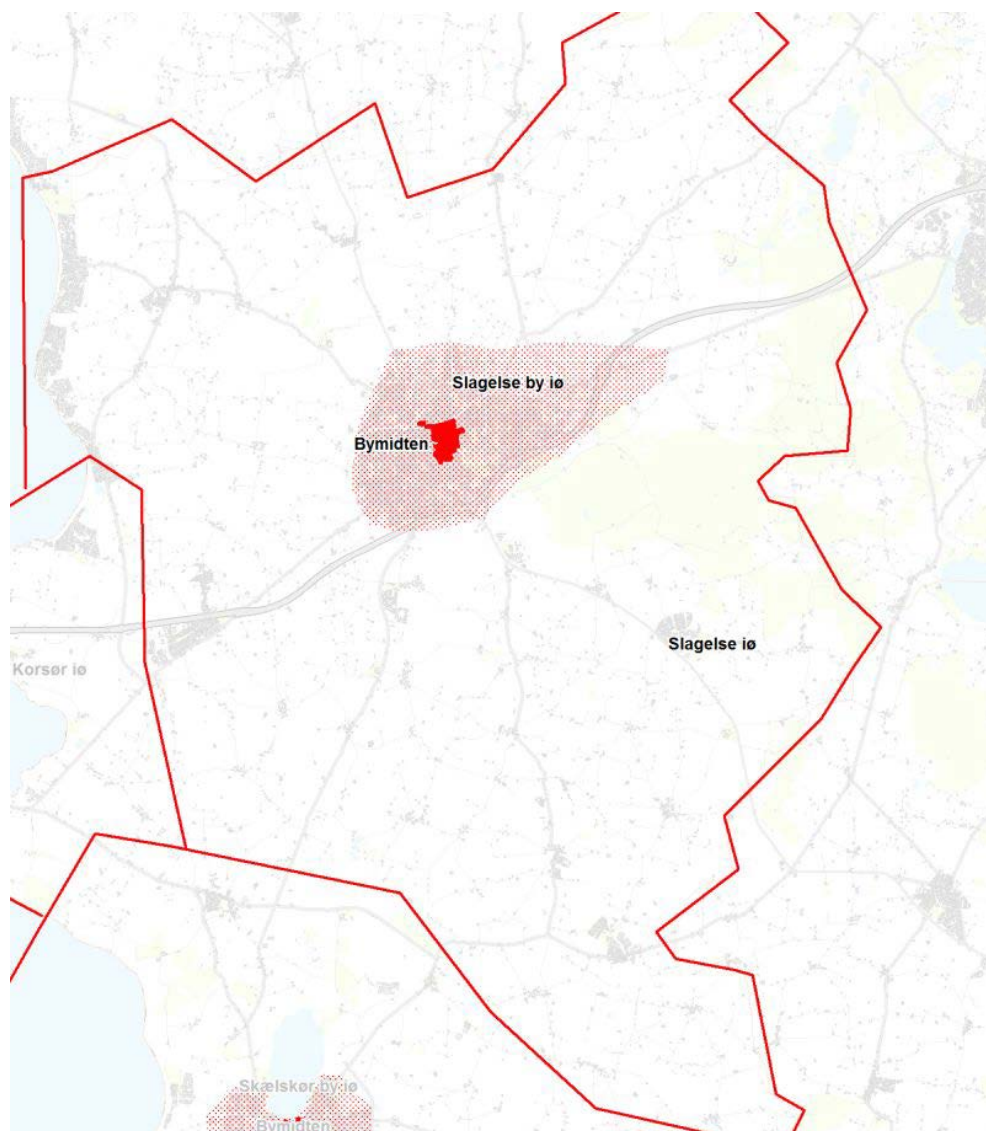 Slagelse by iø
Bymidten
Slagelse iø
Korsør iø
Skælskør by iø
Bymidten